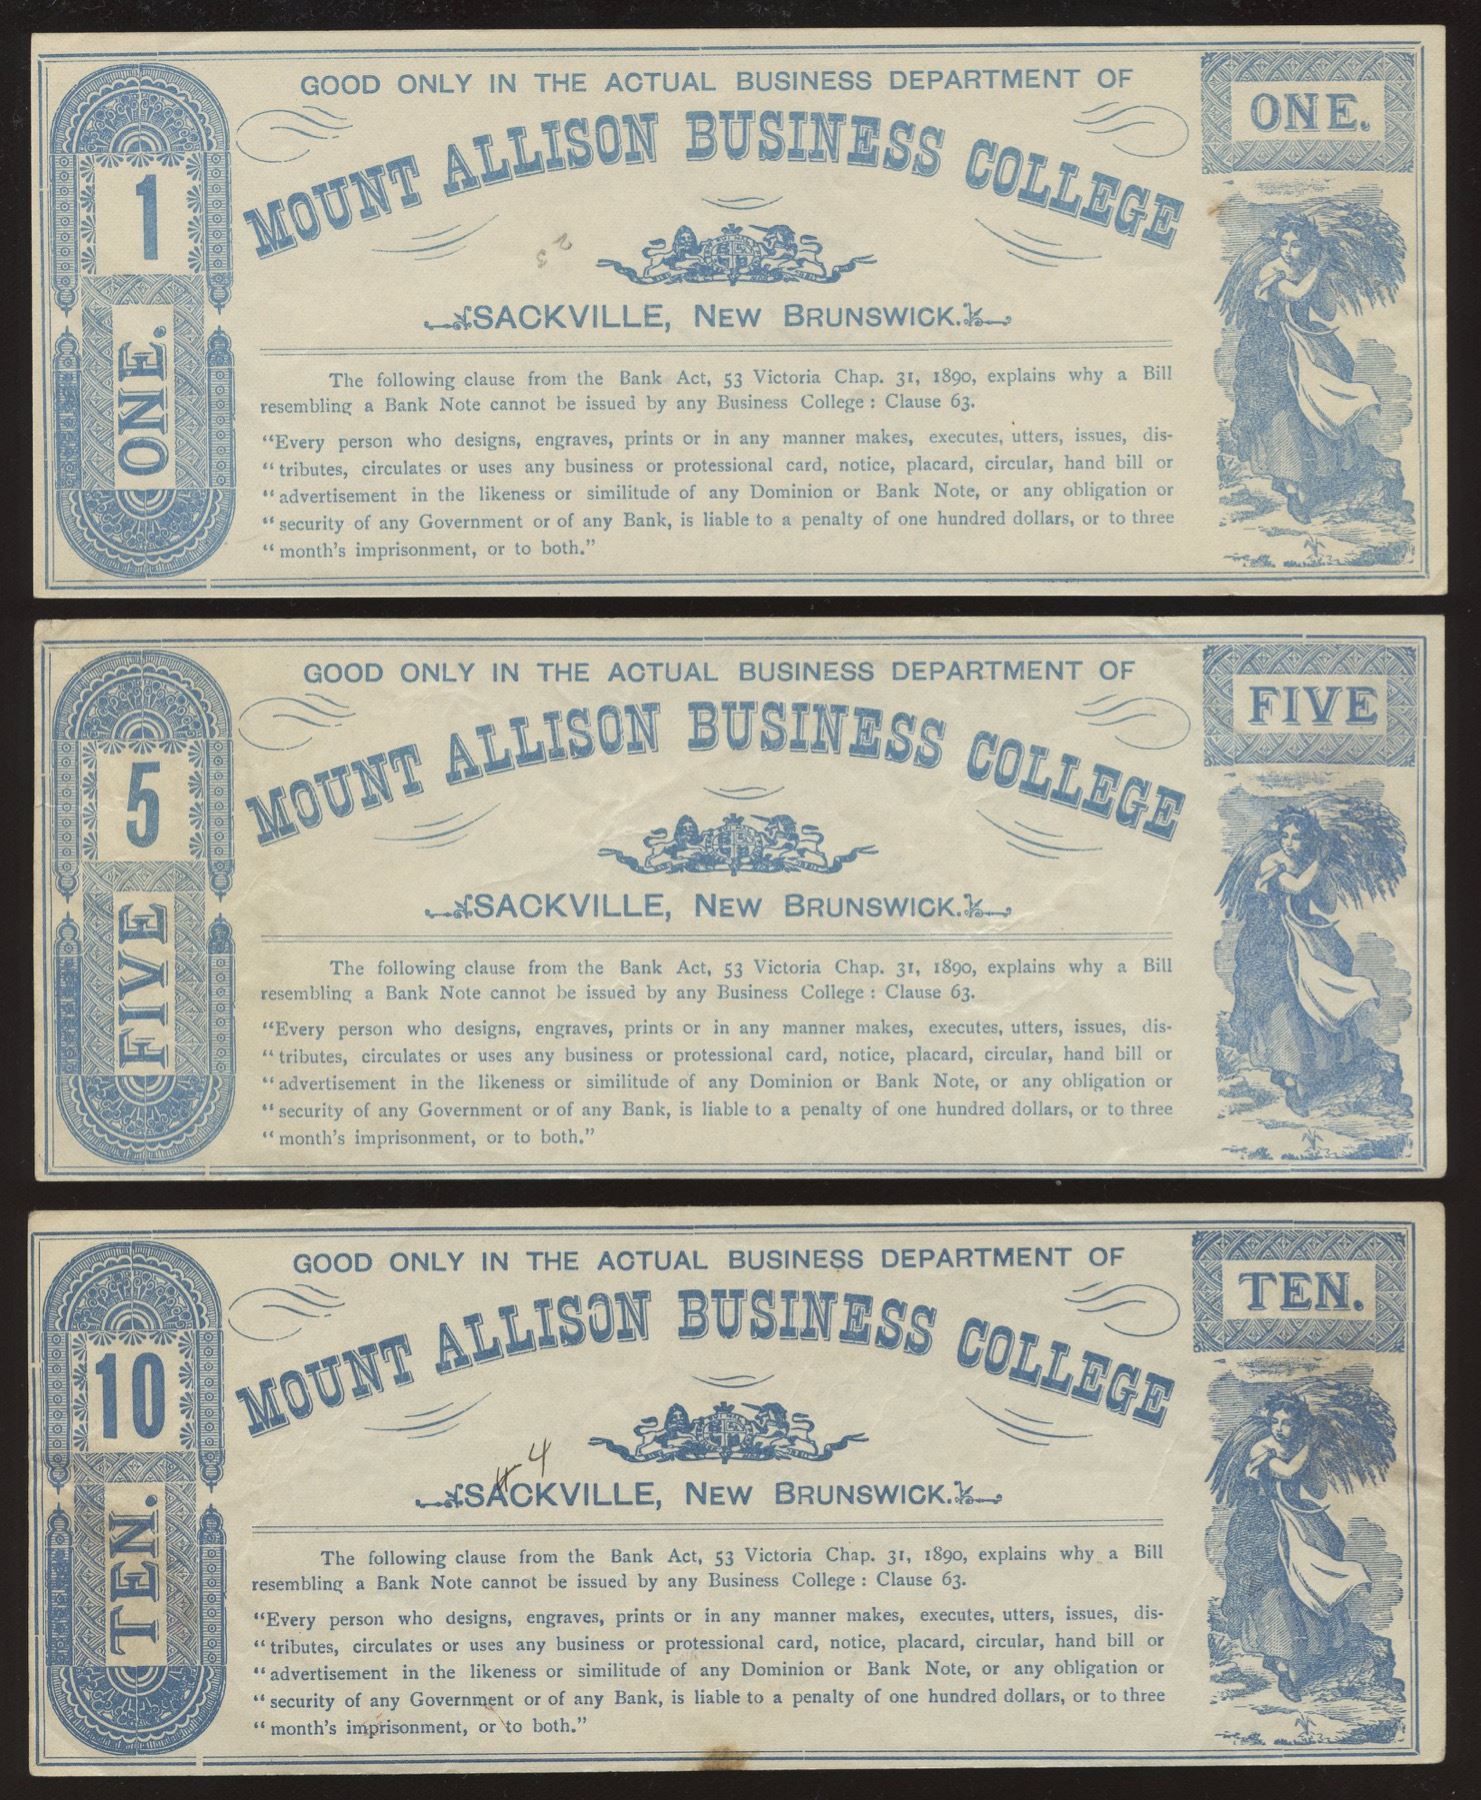 GOOD ONLY IN THE ACTUAL BUSINESS DEPARTMENT OF
MOUNT ALLISON BUSINESS COLLEGE
ONE.
1
ONE.
23
SACKVILLE, NEW BRUNSWICK.
The following clause from the Bank Act, 53 Victoria Chap. 31, 1890, explains why a Bill
resembling a Bank Note cannot be issued by any Business College : Clause 63.
“Every person who designs, engraves, prints or in any manner makes, executes, utters, issues, dis-
“tributes, circulates or uses any business or protessional card, notice, placard, circular, hand bill or
“advertisement in the likeness or similitude of any Dominion or Bank Note, or any obligation or
“security of any Government or of any Bank, is liable to a penalty of one hundred dollars, or to three
“month's imprisonment, or to both.”
GOOD ONLY IN THE ACTUAL BUSINESS DEPARTMENT OF
MOUNT ALLISON BUSINESS COLLEGE
FIVE
5
FIVE
SACKVILLE, NEW BRUNSWICK.
The following clause from the Bank Act, 53 Victoria Chap. 31, 1890, explains why a Bill
resembling a Bank Note cannot be issued by any Business College : Clause 63.
“Every person who designs, engraves, prints or in any manner makes, executes, utters, issues, dis-
“tributes, circulates or uses any business or protessional card, notice, placard, circular, hand bill or
“advertisement in the likeness or similitude of any Dominion or Bank Note, or any obligation or
“security of any Government or of any Bank, is liable to a penalty of one hundred dollars, or to three
“month's imprisonment, or to both.”
GOOD ONLY IN THE ACTUAL BUSINESS DEPARTMENT OF
MOUNT ALLISON BUSINESS COLLEGE
TEN.
10
TEN.
#4
SACKVILLE, NEW BRUNSWICK.
The following clause from the Bank Act, 53 Victoria Chap. 31, 1890, explains why a Bill
resembling a Bank Note cannot be issued by any Business College : Clause 63.
“Every person who designs, engraves, prints or in any manner makes, executes, utters, issues, dis-
“tributes, circulates or uses any business or protessional card, notice, placard, circular, hand bill or
“advertisement in the likeness or similitude of any Dominion or Bank Note, or any obligation or
“security of any Government or of any Bank, is liable to a penalty of one hundred dollars, or to three
“month's imprisonment, or to both.”